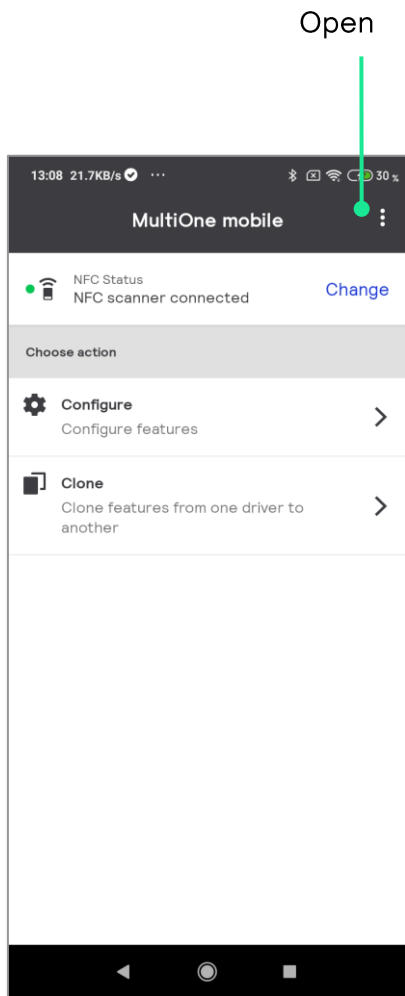 Open
13:08 21.7KB/s ... 30 %
MultiOne mobile
NFC Status
NFC scanner connected
Change
Choose action
Configure
Configure features
Clone
Clone features from one driver to
another